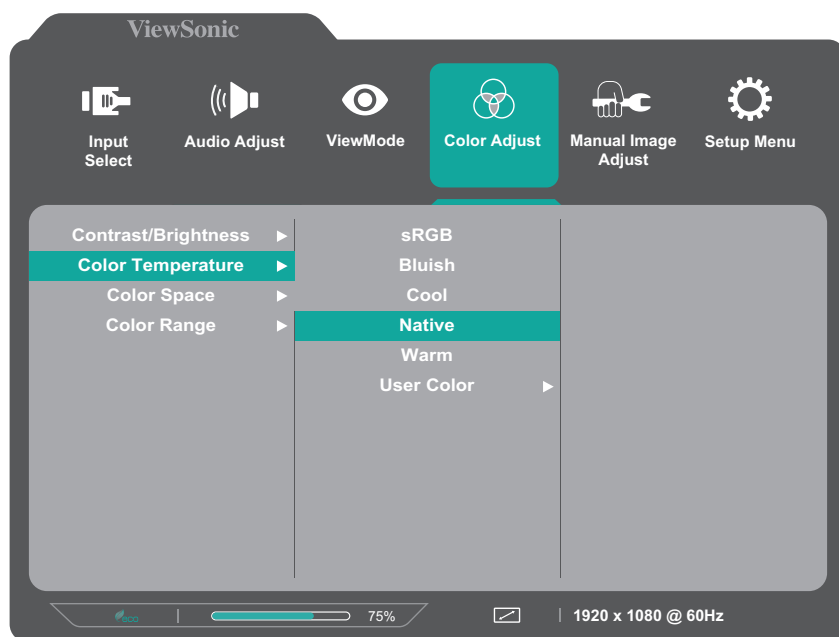 ViewSonic
Input
Select
Audio Adjust
ViewMode
Color Adjust
Manual Image
Adjust
Setup Menu
Contrast/Brightness
Color Temperature
Color Space
Color Range
sRGB
Bluish
Cool
Native
Warm
User Color
eco
75%
1920 x 1080 @ 60Hz